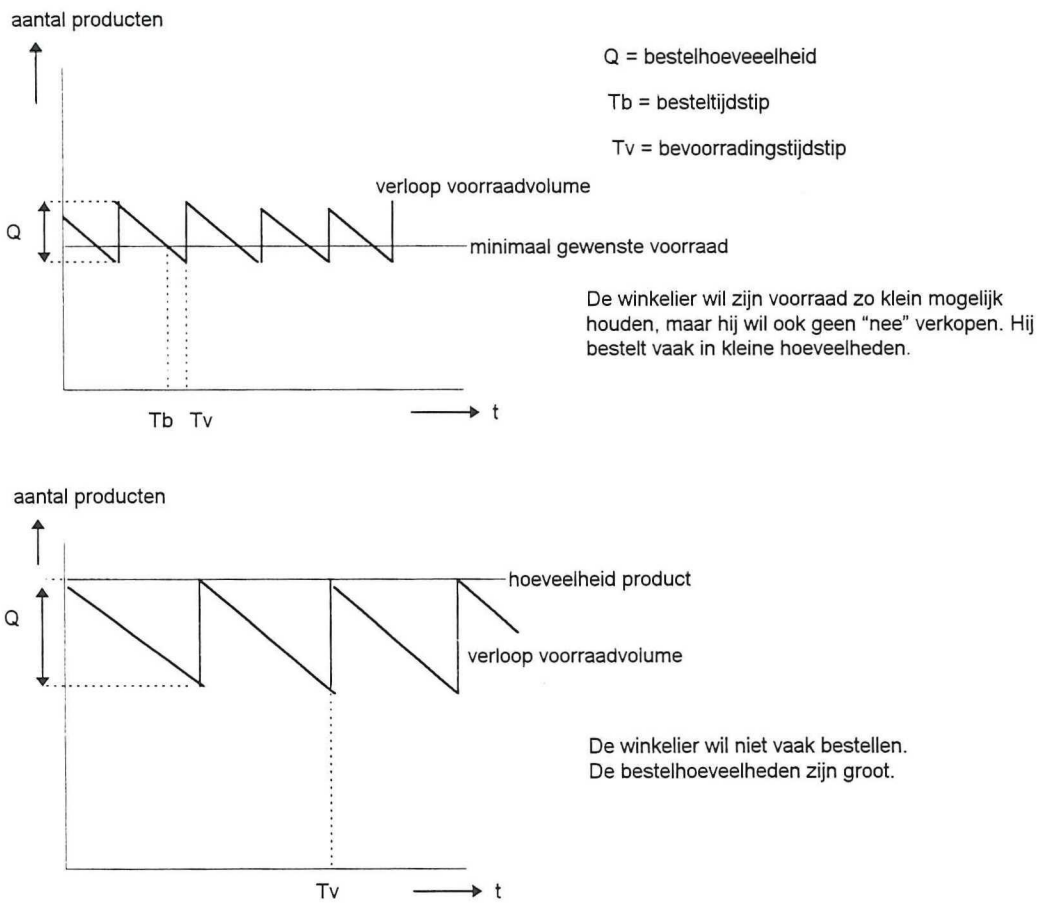 aantal producten
Q = bestelhoeveeelheid
Tb = besteltijdstip
Tv = bevoorradingstijdstip
verloop voorraadvolume
Q
minimaal gewenste voorraad
De winkelier wil zijn voorraad zo klein mogelijk
houden, maar hij wil ook geen “nee” verkopen. Hij
bestelt vaak in kleine hoeveelheden.
Tb Tv t
aantal producten
hoeveelheid product
Q
verloop voorraadvolume
De winkelier wil niet vaak bestellen.
De bestelhoeveelheden zijn groot.
Tv t